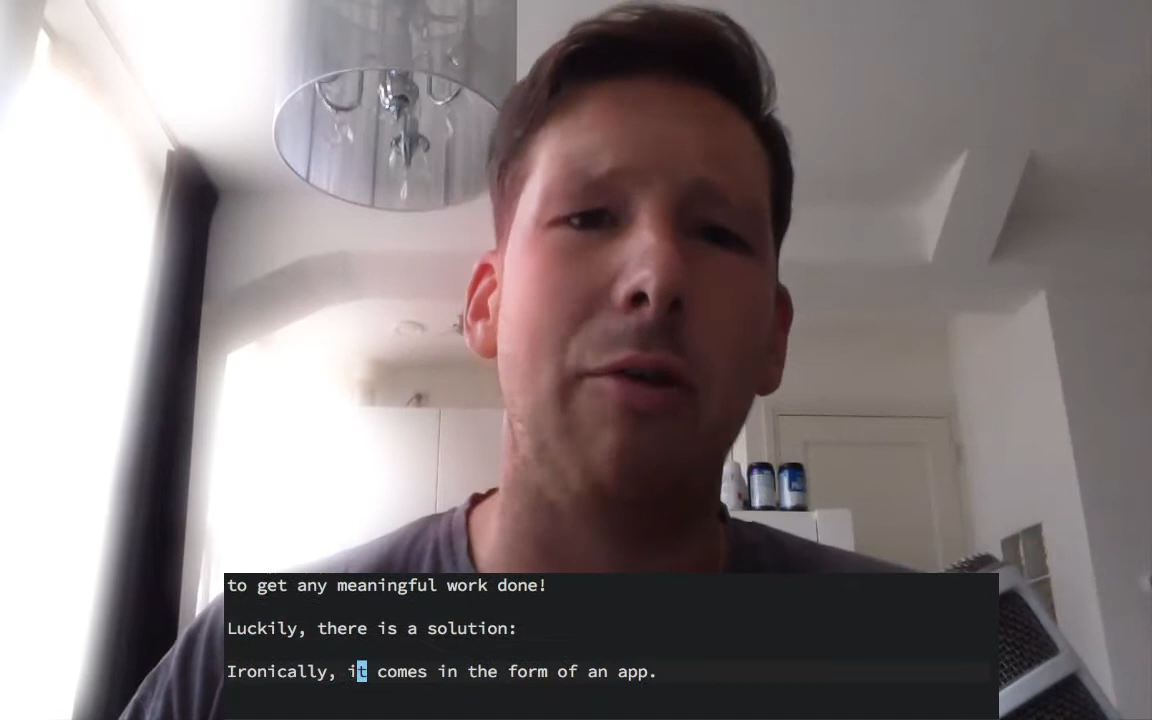 to get any meaningful work done!
Luckily, there is a solution:
Ironically, it comes in the form of an app.